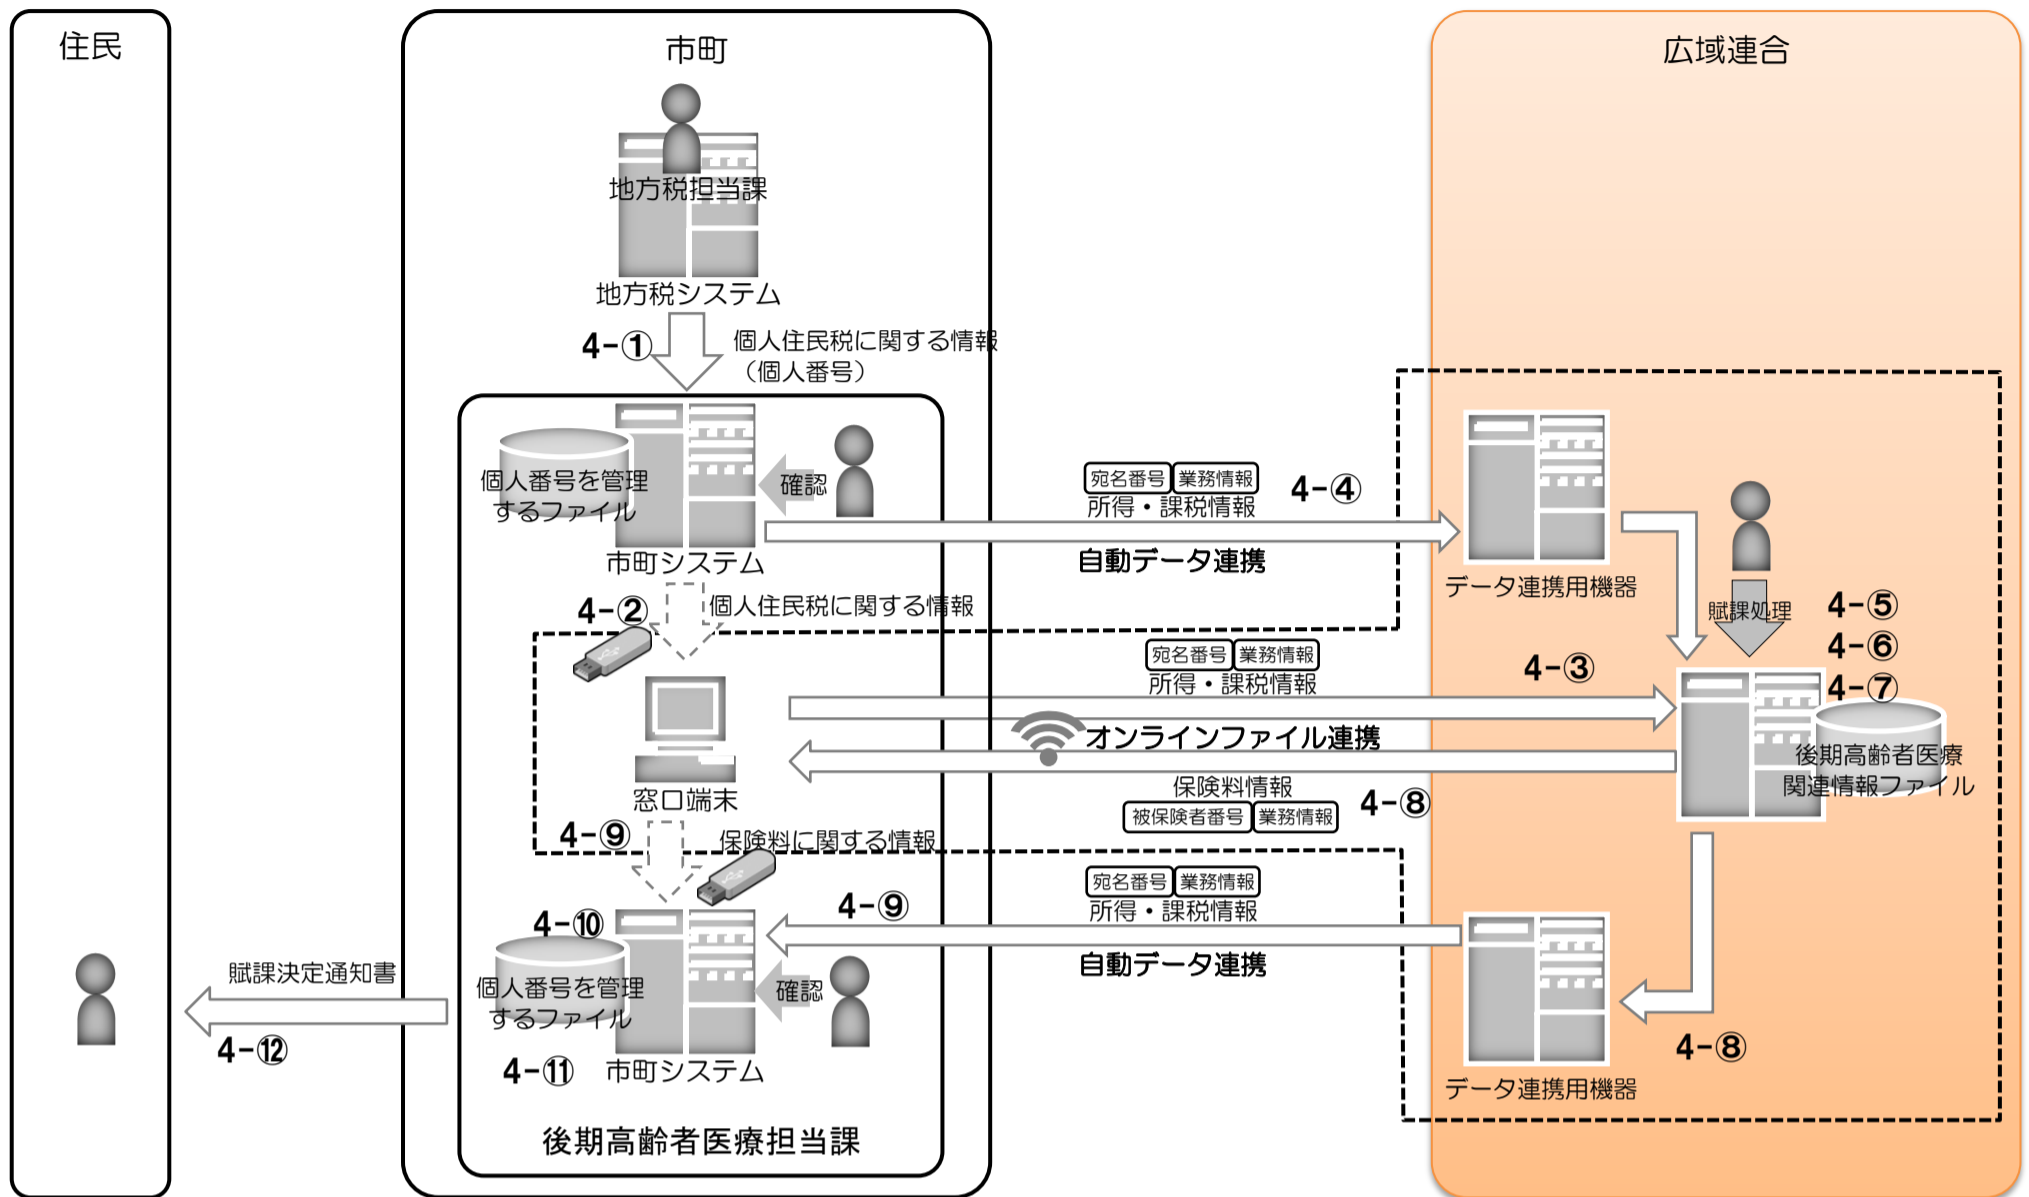 住民
市町
広域連合
地方税担当課
地方税システム
4-①
個人住民税に関する情報
（個人番号）
個人番号を管理
するファイル
確認
市町システム
宛名番号 業務情報
所得・課税情報
4-④
自動データ連携
データ連携用機器
賦課処理
4-⑤
4-⑥
4-⑦
4-②
個人住民税に関する情報
宛名番号 業務情報
所得・課税情報
4-③
オンラインファイル連携
窓口端末
保険料情報
被保険者番号 業務情報
4-⑧
後期高齢者医療
関連情報ファイル
4-⑨
保険料に関する情報
宛名番号 業務情報
所得・課税情報
4-⑨
自動データ連携
4-⑩
個人番号を管理
するファイル
確認
4-⑪
市町システム
データ連携用機器
4-⑧
賦課決定通知書
4-⑫
後期高齢者医療担当課